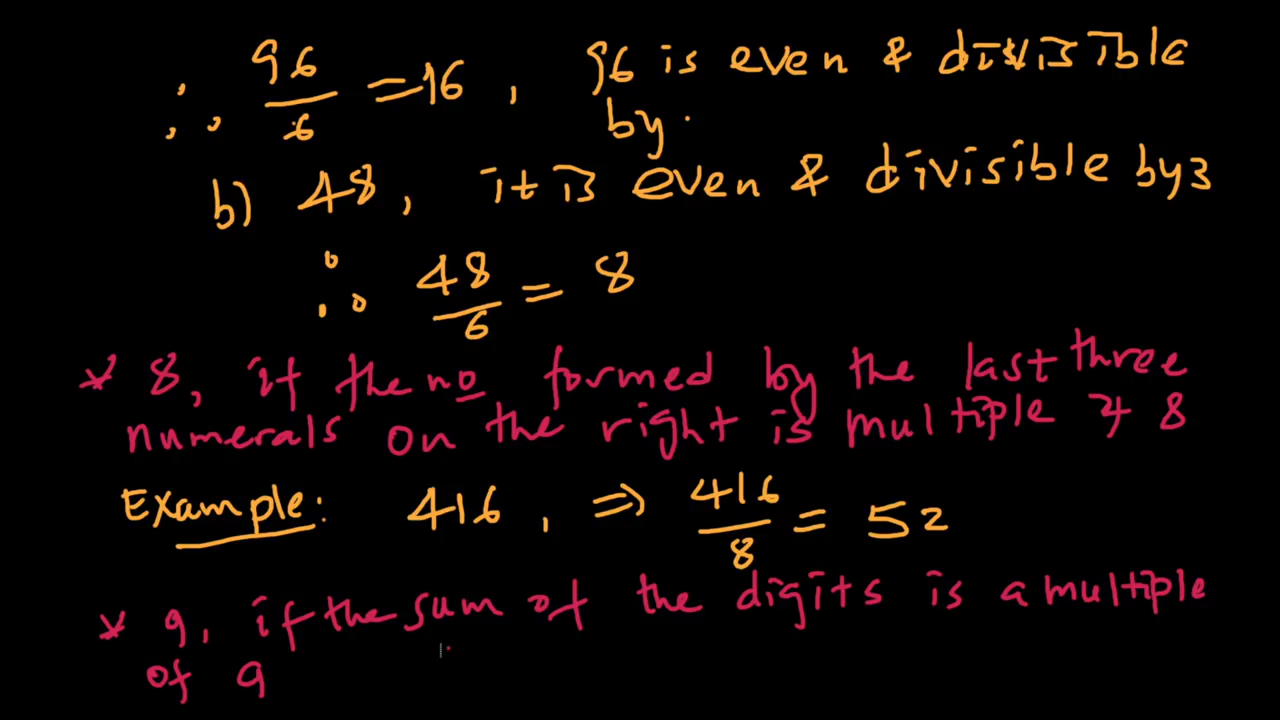 ∴ 96/6 = 16, 96 is even & divisible
by.
b) 48, it is even & divisible by 3
∴ 48/6 = 8
* 8, if the no formed by the last three
numerals on the right is multiple of 8
Example: 416, ⇒ 416/8 = 52
* 9, if the sum of the digits is a multiple
of 9